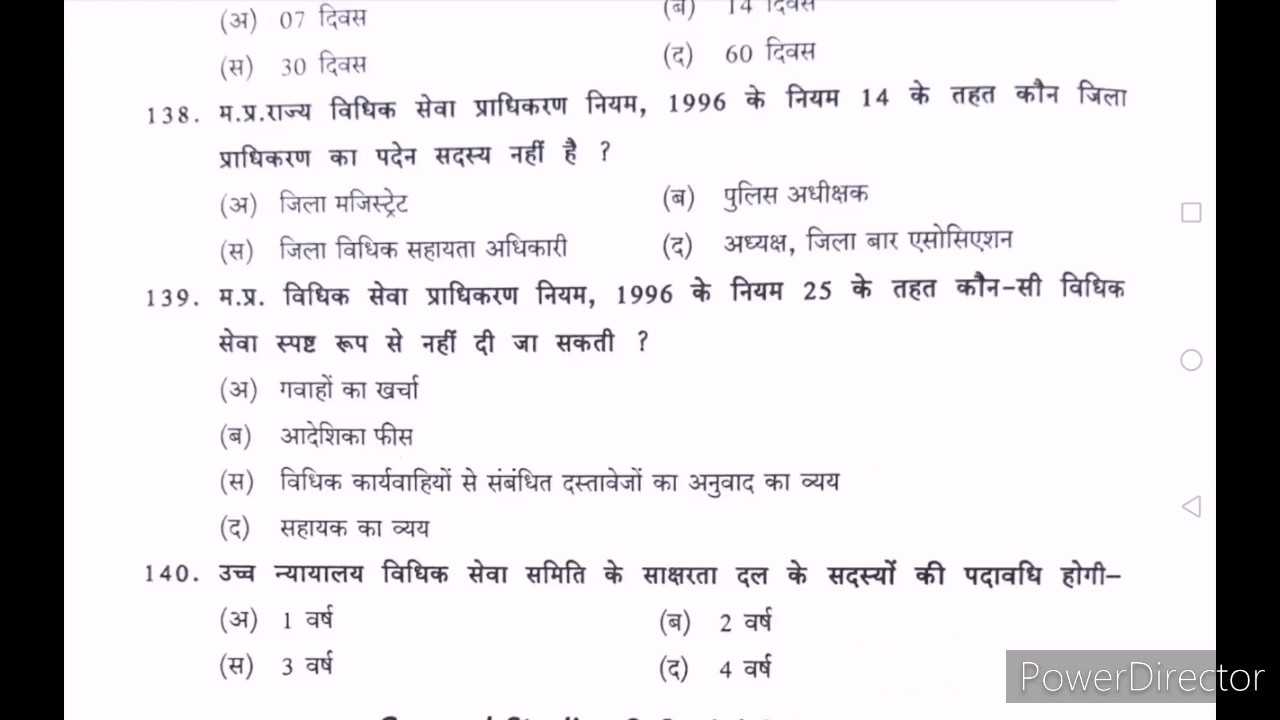 (अ) 07 दिवस (ब) 14 दिवस
(स) 30 दिवस (द) 60 दिवस
138. म.प्र.राज्य विधिक सेवा प्राधिकरण नियम, 1996 के नियम 14 के तहत कौन जिला
प्राधिकरण का पदेन सदस्य नहीं है ?
(अ) जिला मजिस्ट्रेट (ब) पुलिस अधीक्षक
(स) जिला विधिक सहायता अधिकारी (द) अध्यक्ष, जिला बार एसोसिएशन
139. म.प्र. विधिक सेवा प्राधिकरण नियम, 1996 के नियम 25 के तहत कौन-सी विधिक
सेवा स्पष्ट रूप से नहीं दी जा सकती ?
(अ) गवाहों का खर्चा
(ब) आदेशिका फीस
(स) विधिक कार्यवाहियों से संबंधित दस्तावेजों का अनुवाद का व्यय
(द) सहायक का व्यय
140. उच्च न्यायालय विधिक सेवा समिति के साक्षरता दल के सदस्यों की पदावधि होगी–
(अ) 1 वर्ष (ब) 2 वर्ष
(स) 3 वर्ष (द) 4 वर्ष
PowerDirector